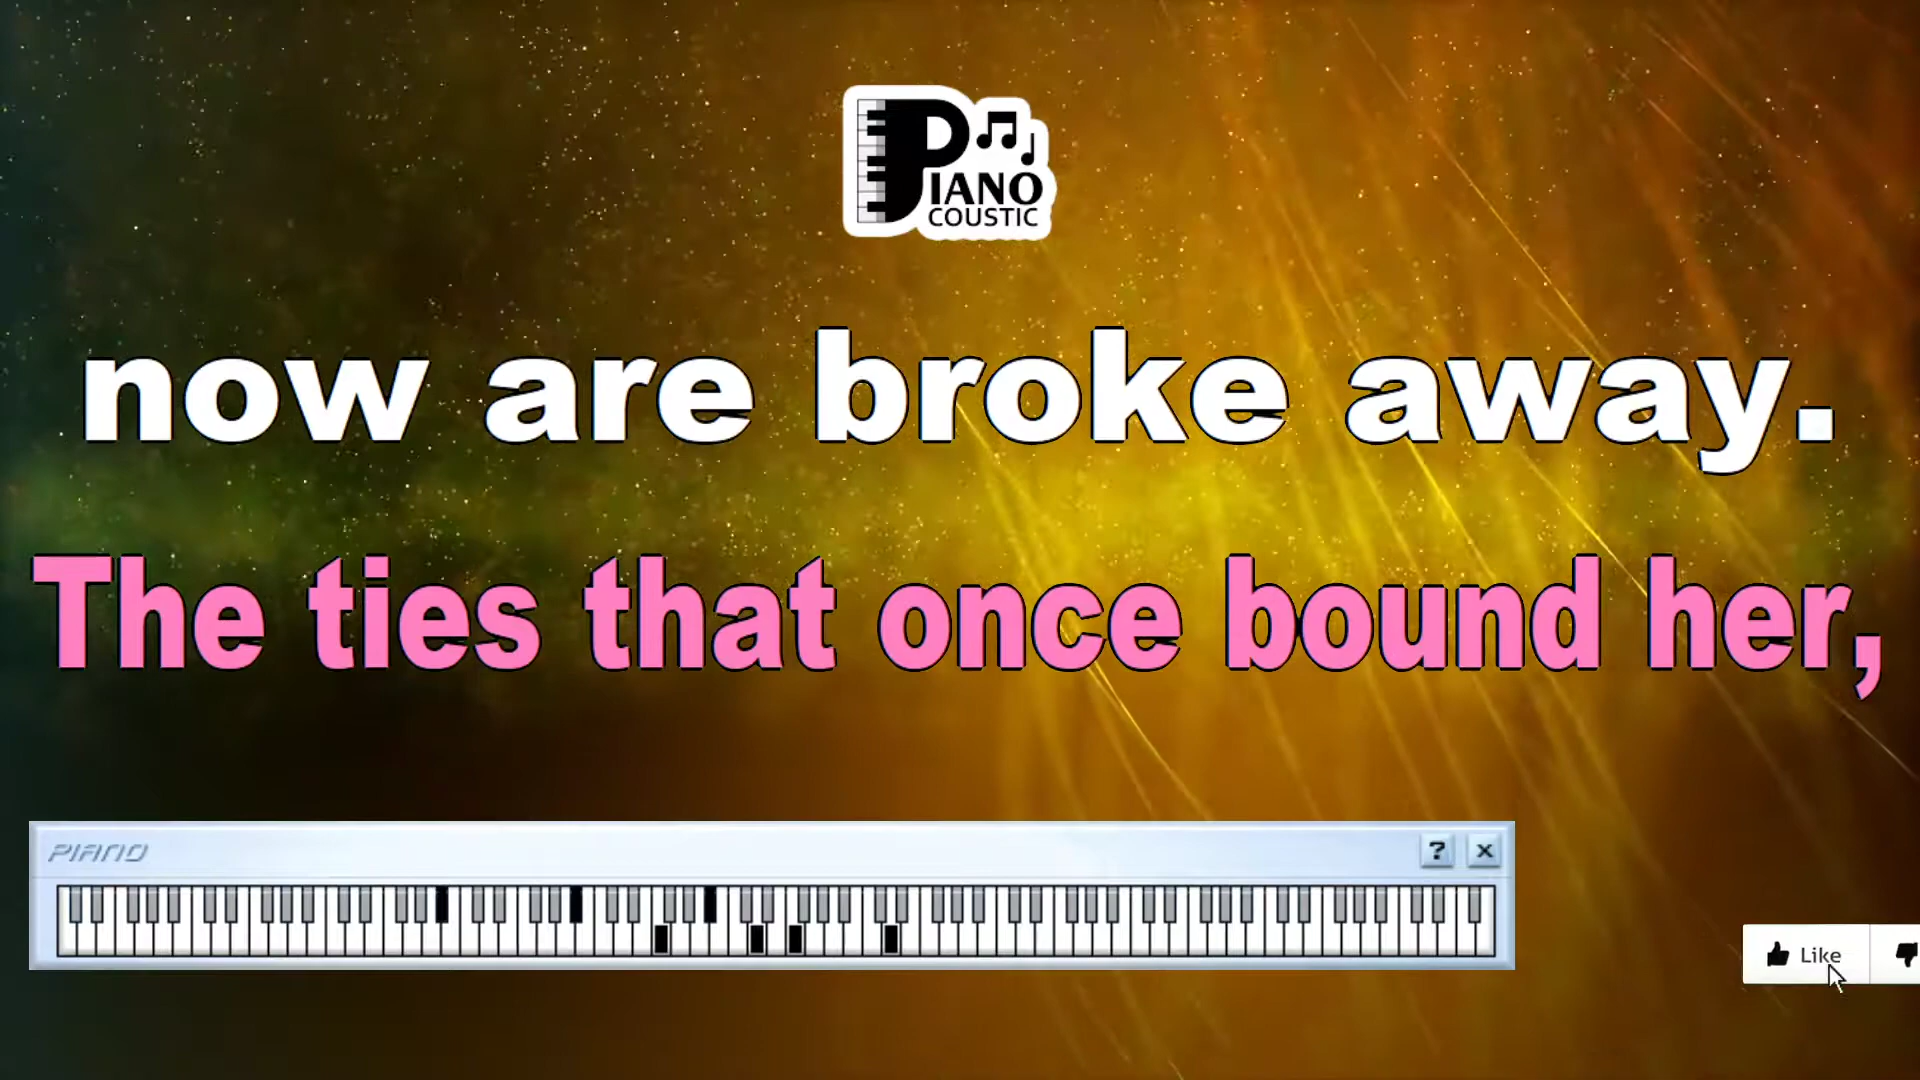 PIANO
COUSTIC
now are broke away.
The ties that once bound her,
PIANO
? X
Like